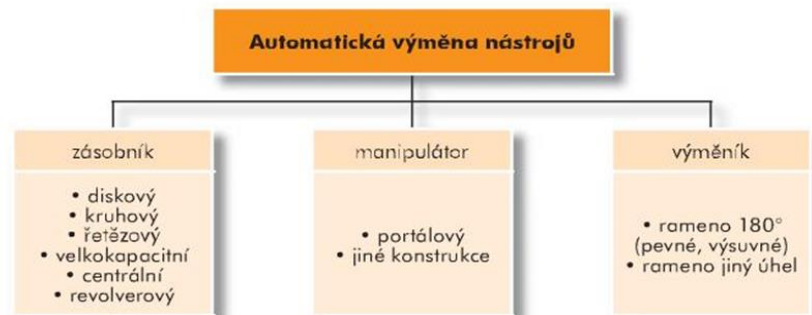 Automatická výměna nástrojů
zásobník
• diskový
• kruhový
• řetězový
• velkokapacitní
• centrální
• revolverový
manipulátor
• portálový
• jiné konstrukce
výměník
• rameno 180°
(pevné, výsuvné)
• rameno jiný úhel